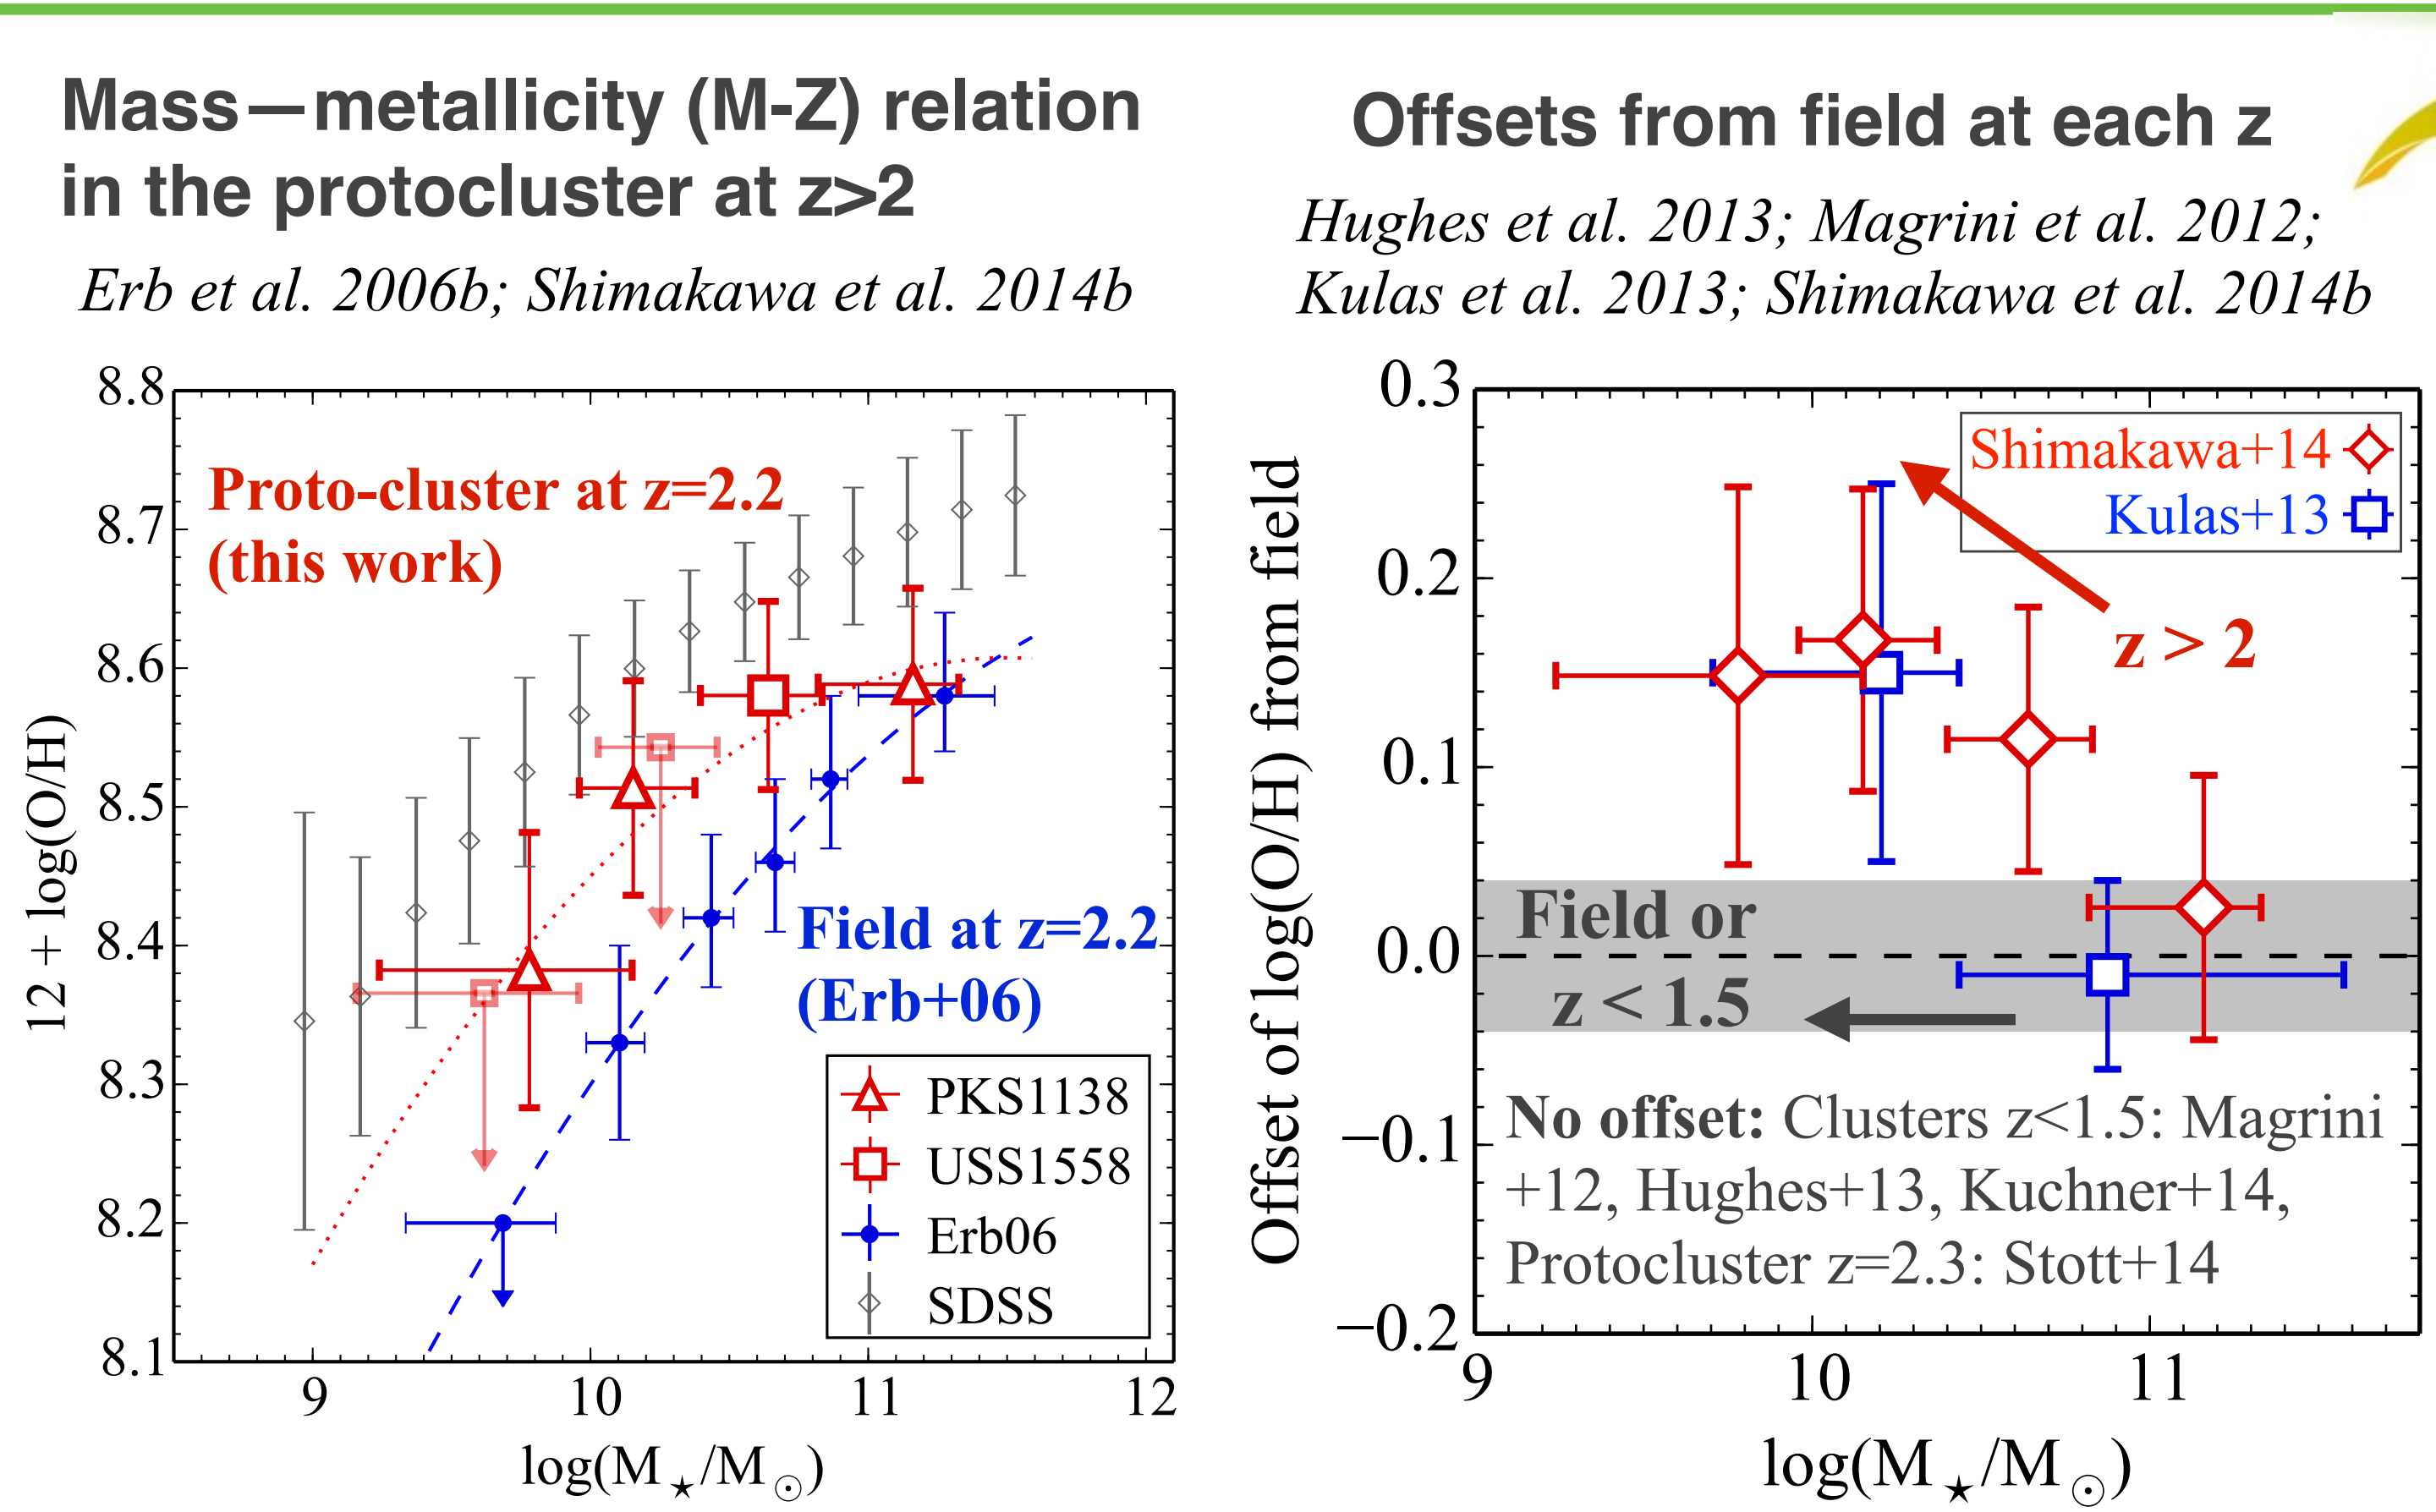 Mass—metallicity (M-Z) relation
in the protocluster at z>2
Erb et al. 2006b; Shimakawa et al. 2014b
8.8
8.7
8.6
8.5
8.4
8.3
8.2
8.1
12 + log(O/H)
Proto-cluster at z=2.2
(this work)
Field at z=2.2
(Erb+06)
PKS1138
USS1558
Erb06
SDSS
9 10 11 12
log(M★/M⊙)
Offsets from field at each z
Hughes et al. 2013; Magrini et al. 2012;
Kulas et al. 2013; Shimakawa et al. 2014b
0.3
0.2
0.1
0.0
−0.1
−0.2
Offset of log(O/H) from field
Shimakawa+14
Kulas+13
z > 2
Field or
z < 1.5
No offset: Clusters z<1.5: Magrini
+12, Hughes+13, Kuchner+14,
Protocluster z=2.3: Stott+14
9 10 11
log(M★/M⊙)